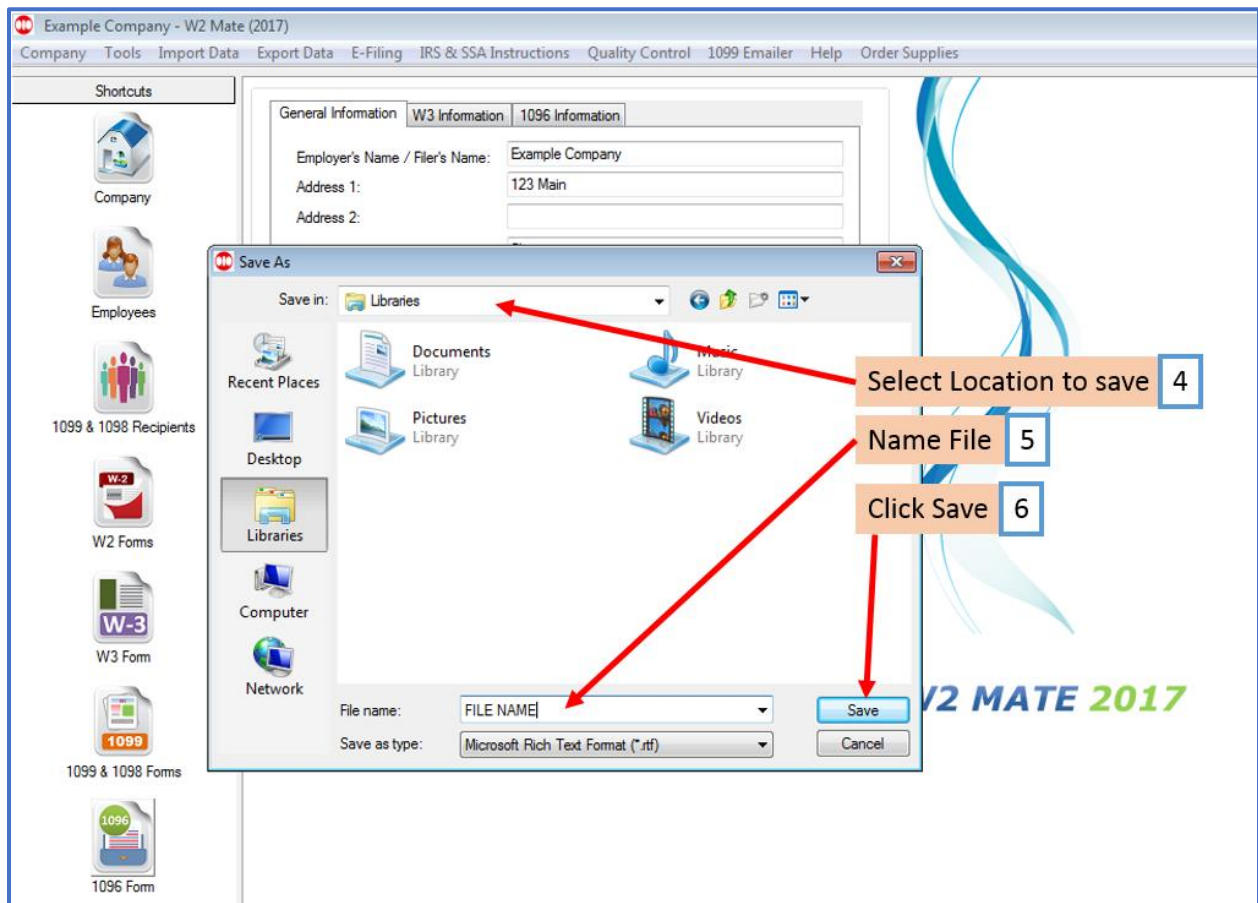 Example Company - W2 Mate (2017)
Company Tools Import Data Export Data E-Filing IRS & SSA Instructions Quality Control 1099 Emailer Help Order Supplies
Shortcuts
Company
Employees
1099 & 1098 Recipients
W-2
W2 Forms
W-3
W3 Form
1099
1099 & 1098 Forms
1096
1096 Form
General Information W3 Information 1096 Information
Employer's Name / Filer's Name: Example Company
Address 1: 123 Main
Address 2:
Save As
Save in: Libraries
Recent Places
Desktop
Libraries
Computer
Network
Documents
Library
Music
Library
Pictures
Library
Videos
Library
File name: FILE NAME
Save as type: Microsoft Rich Text Format (*.rtf)
Save
Cancel
Select Location to save 4
Name File 5
Click Save 6
MATE 2017